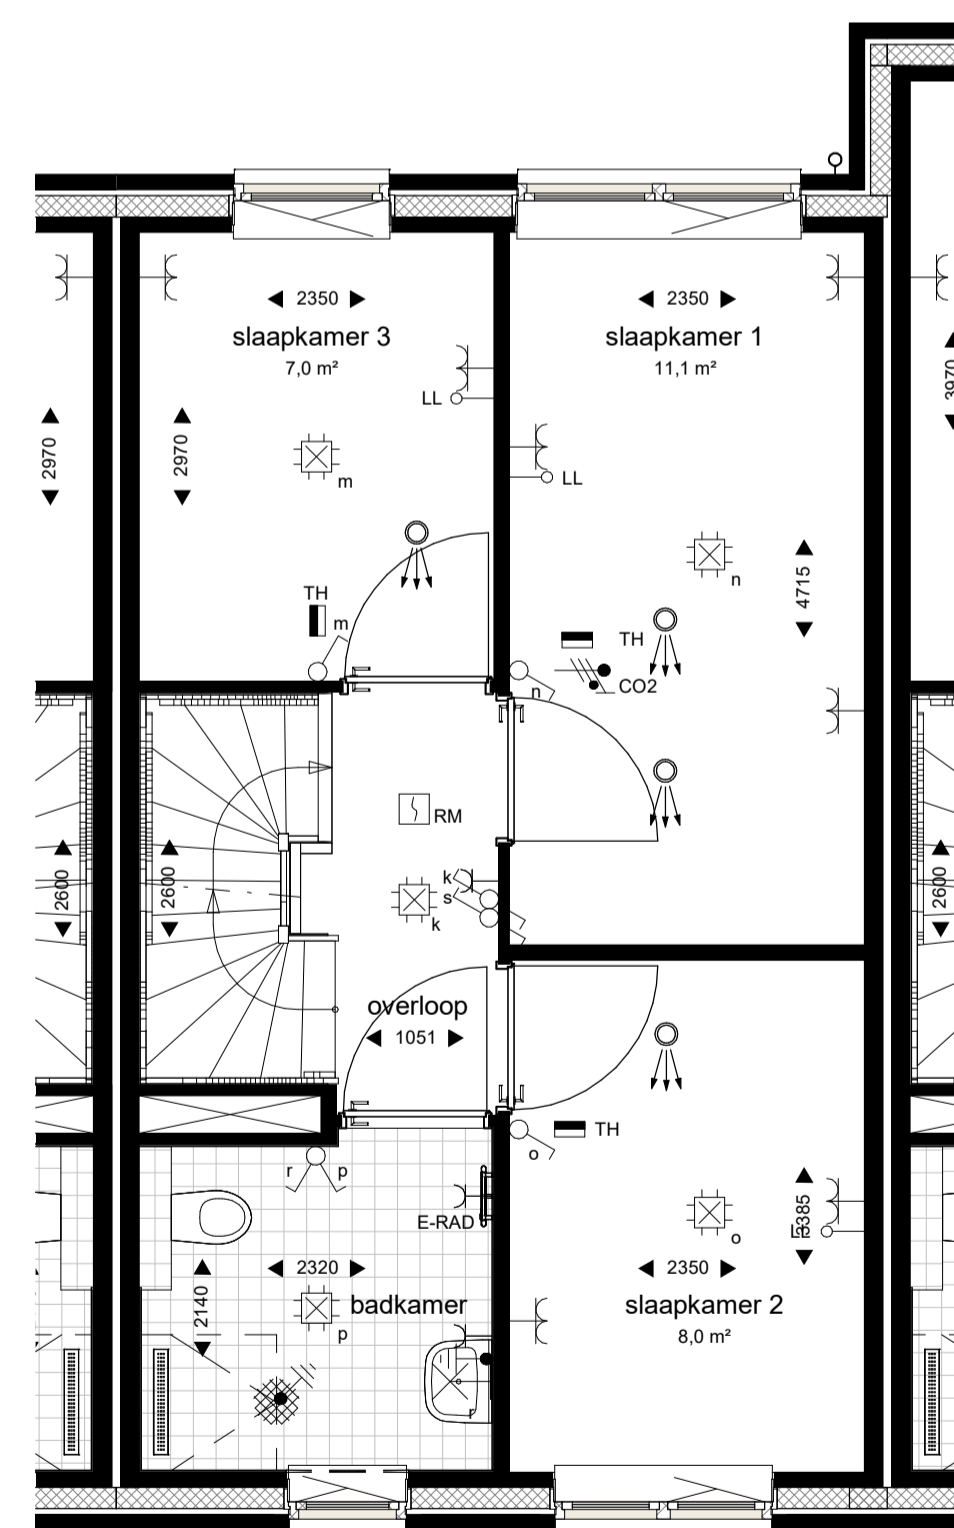 2350
slaapkamer 3
7,0 m²
2350
slaapkamer 1
11,1 m²
LL
LL
2970
2970
3970
m
n
4715
TH
m
TH
CO2
n
RM
2600
2600
2600
k
s
k
overloop
1051
TH
o
r
p
E-RAD
o
3385
LL
2320
2140
badkamer
p
2350
slaapkamer 2
8,0 m²
r